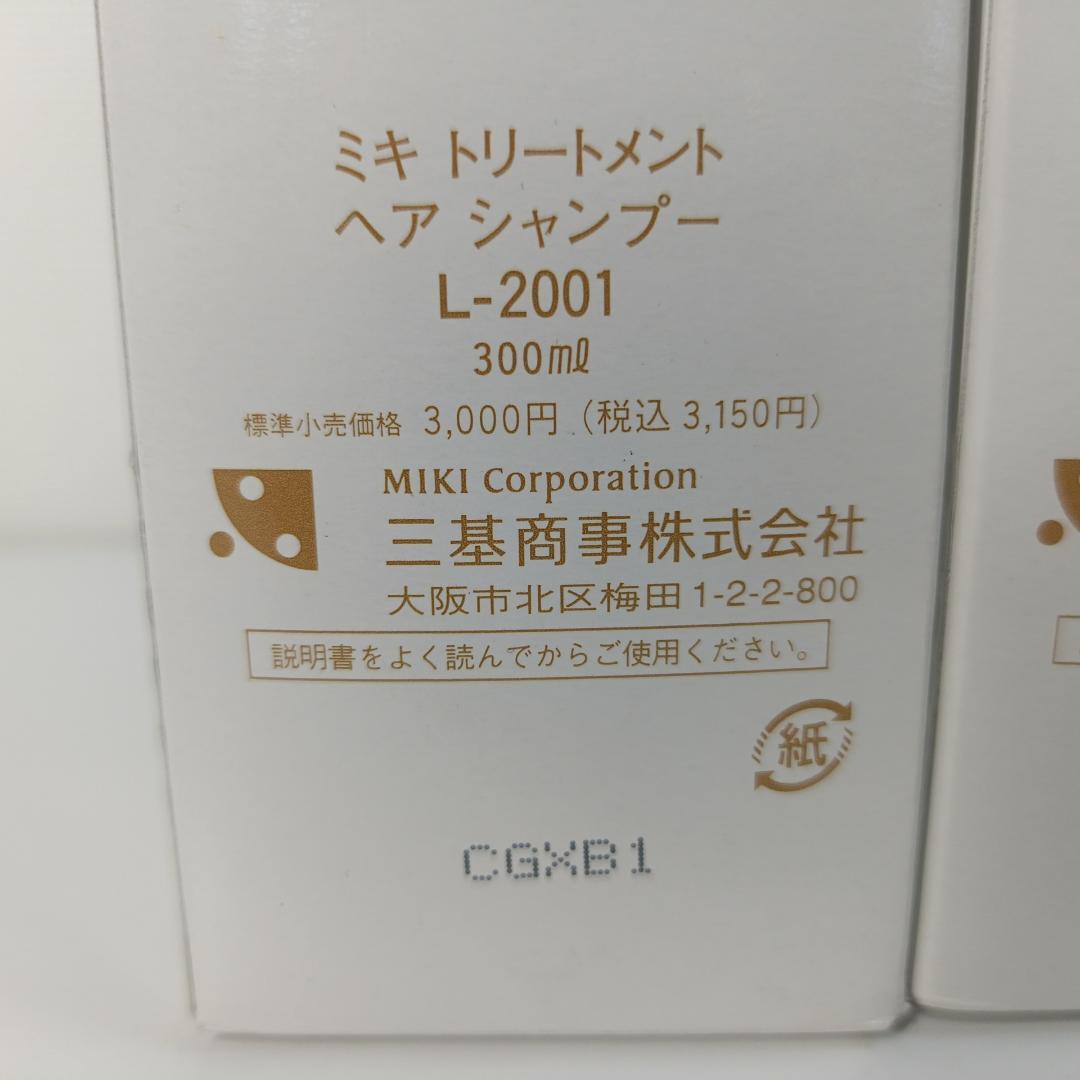 ミキ トリートメント
ヘア シャンプー
L-2001
300㎖
標準小売価格 3,000円（税込 3,150円）
MIKI Corporation
三基商事株式会社
大阪市北区梅田1-2-2-800
説明書をよく読んでからご使用ください。
紙
CGXB1